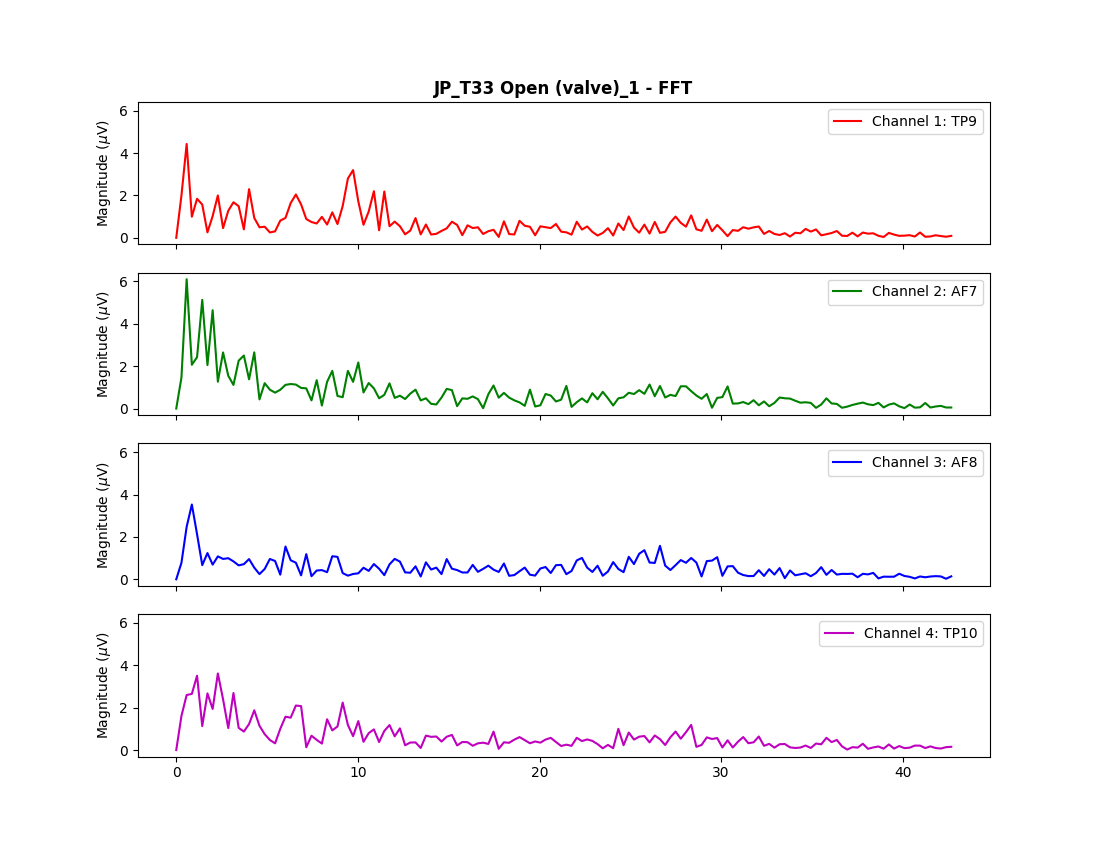 JP_T33 Open (valve)_1 - FFT
6
4
2
0
Magnitude (μV)
Channel 1: TP9
6
4
2
0
Magnitude (μV)
Channel 2: AF7
6
4
2
0
Magnitude (μV)
Channel 3: AF8
6
4
2
0
Magnitude (μV)
Channel 4: TP10
0 10 20 30 40